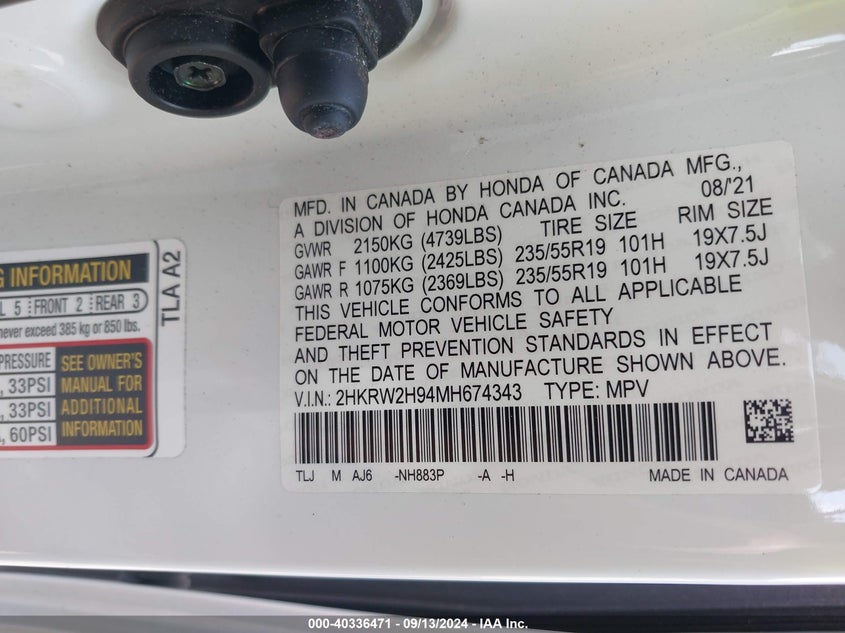 MFD. IN CANADA BY HONDA OF CANADA MFG.,
A DIVISION OF HONDA CANADA INC. 08/'21
GVWR 2150KG (4739LBS) TIRE SIZE RIM SIZE
GAWR F 1100KG (2425LBS) 235/55R19 101H 19X7.5J
GAWR R 1075KG (2369LBS) 235/55R19 101H 19X7.5J
THIS VEHICLE CONFORMS TO ALL APPLICABLE
FEDERAL MOTOR VEHICLE SAFETY
AND THEFT PREVENTION STANDARDS IN EFFECT
ON THE DATE OF MANUFACTURE SHOWN ABOVE.
V.I.N.: 2HKRW2H94MH674343 TYPE: MPV
TLJ M AJ6 -NH883P -A -H MADE IN CANADA
G INFORMATION
L 5 FRONT 2 REAR 3
never exceed 385 kg or 850 lbs.
PRESSURE
, 33PSI
, 33PSI
, 60PSI
SEE OWNER'S
MANUAL FOR
ADDITIONAL
INFORMATION
TLA A2
000-40336471 - 09/13/2024 - IAA Inc.